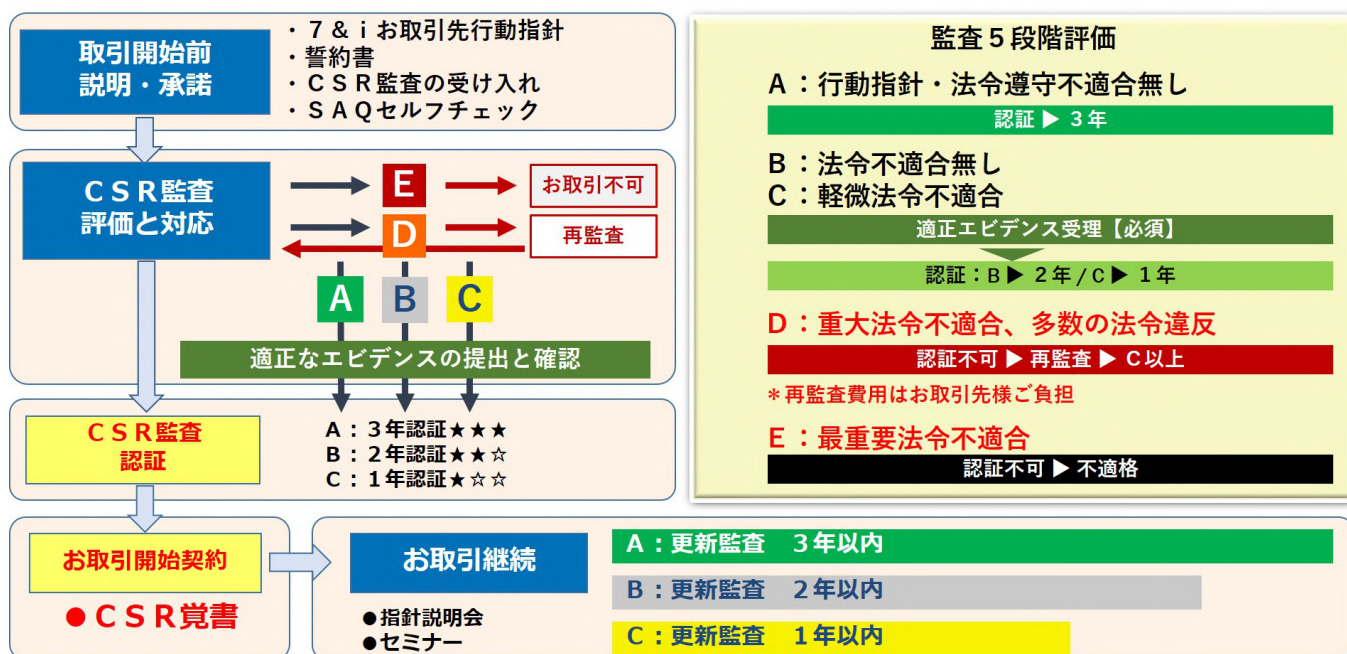 取引開始前
説明・承諾
・７＆ｉお取引先行動指針
・誓約書
・ＣＳＲ監査の受け入れ
・ＳＡＱセルフチェック
ＣＳＲ監査
評価と対応
E
お取引不可
D
再監査
A
B
C
適正なエビデンスの提出と確認
ＣＳＲ監査
認証
A：3年認証★★★
B：2年認証★★☆
C：1年認証★☆☆
お取引開始契約
●ＣＳＲ覚書
お取引継続
●指針説明会
●セミナー
A：更新監査　3年以内
B：更新監査　2年以内
C：更新監査　1年以内
監査５段階評価
A：行動指針・法令遵守不適合無し
認証 ▶ ３年
B：法令不適合無し
C：軽微法令不適合
適正エビデンス受理【必須】
認証：B ▶ ２年 / C ▶ １年
D：重大法令不適合、多数の法令違反
認証不可 ▶ 再監査 ▶ C以上
＊再監査費用はお取引先様ご負担
E：最重要法令不適合
認証不可 ▶ 不適格